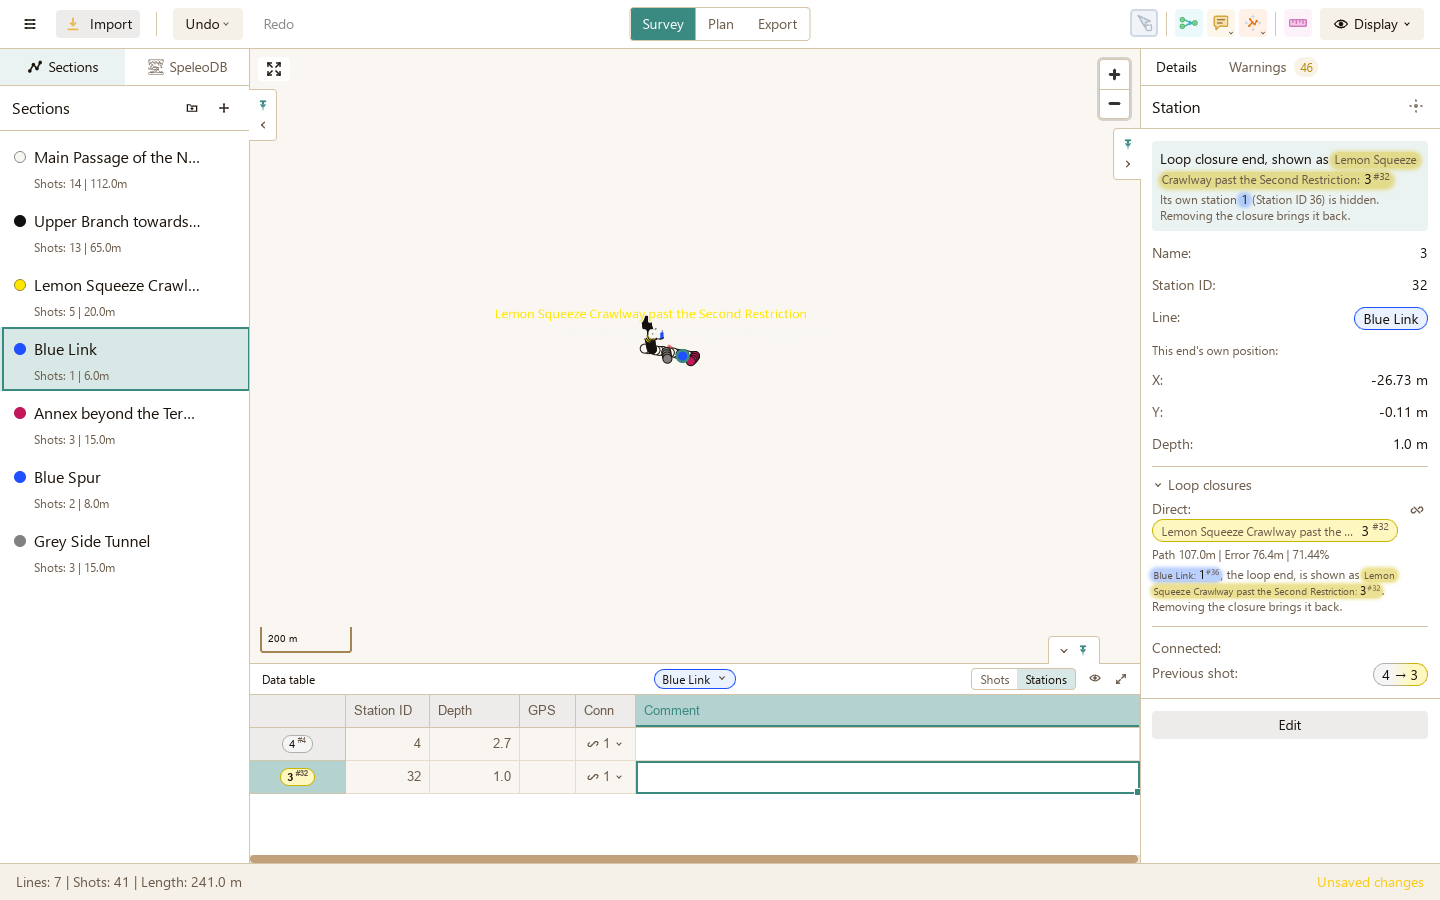 Import
Undo
Redo
Survey
Plan
Export
Display
Sections
SpeleoDB
Sections
Main Passage of the N...
Shots: 14 | 112.0m
Upper Branch towards...
Shots: 13 | 65.0m
Lemon Squeeze Crawl...
Shots: 5 | 20.0m
Blue Link
Shots: 1 | 6.0m
Annex beyond the Ter...
Shots: 3 | 15.0m
Blue Spur
Shots: 2 | 8.0m
Grey Side Tunnel
Shots: 3 | 15.0m
Lemon Squeeze Crawlway past the Second Restriction
200 m
Data table
Blue Link
Shots
Stations
Station ID Depth GPS Conn Comment
4 #4 4 2.7 1
3 #32 32 1.0 1
Details
Warnings 46
Station
Loop closure end, shown as Lemon Squeeze
Crawlway past the Second Restriction: 3 #32
Its own station 1 (Station ID 36) is hidden.
Removing the closure brings it back.
Name: 3
Station ID: 32
Line: Blue Link
This end's own position:
X: -26.73 m
Y: -0.11 m
Depth: 1.0 m
Loop closures
Direct:
Lemon Squeeze Crawlway past the ... 3 #32
Path 107.0m | Error 76.4m | 71.44%
Blue Link: 1 #36, the loop end, is shown as Lemon
Squeeze Crawlway past the Second Restriction: 3 #32.
Removing the closure brings it back.
Connected:
Previous shot: 4 → 3
Edit
Lines: 7 | Shots: 41 | Length: 241.0 m
Unsaved changes